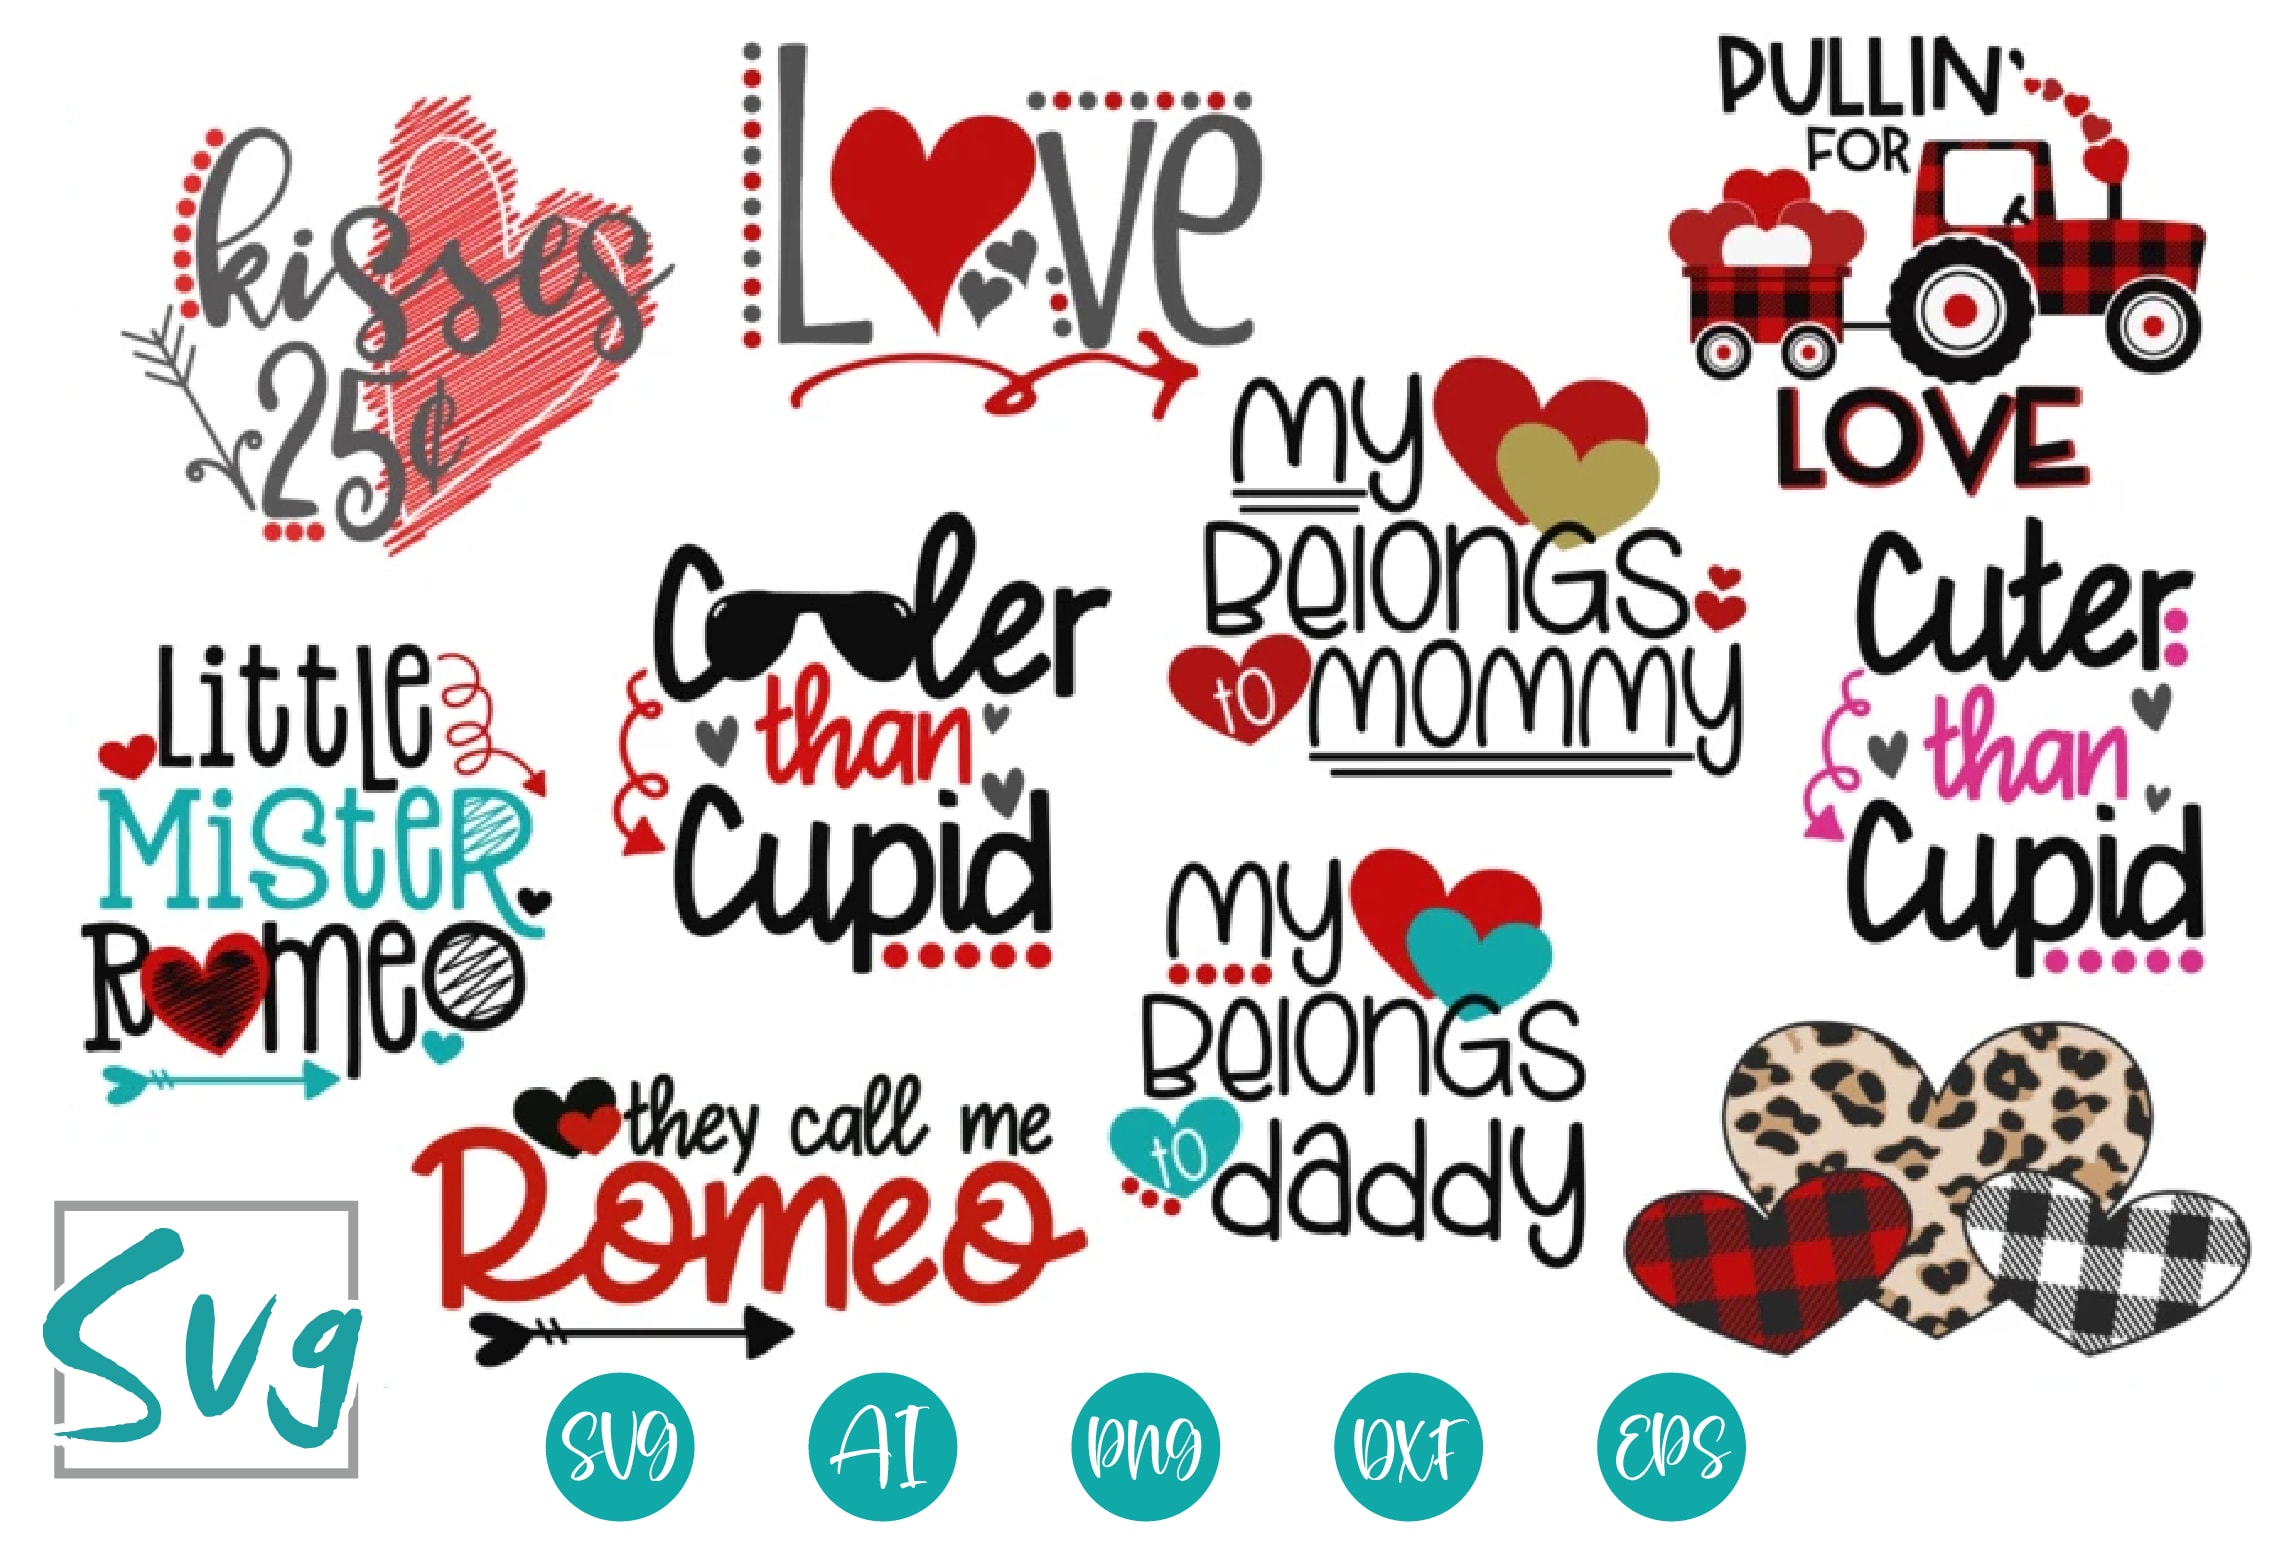 kisses
25¢
Love
PULLIN'
FOR
LOVE
My
Belongs
to mommy
Cooler
than
Cupid
Cuter
than
Cupid
Little
Mister
Romeo
My
Belongs
to daddy
they call me
Romeo
Svg
SVg
AI
png
DXF
EPS